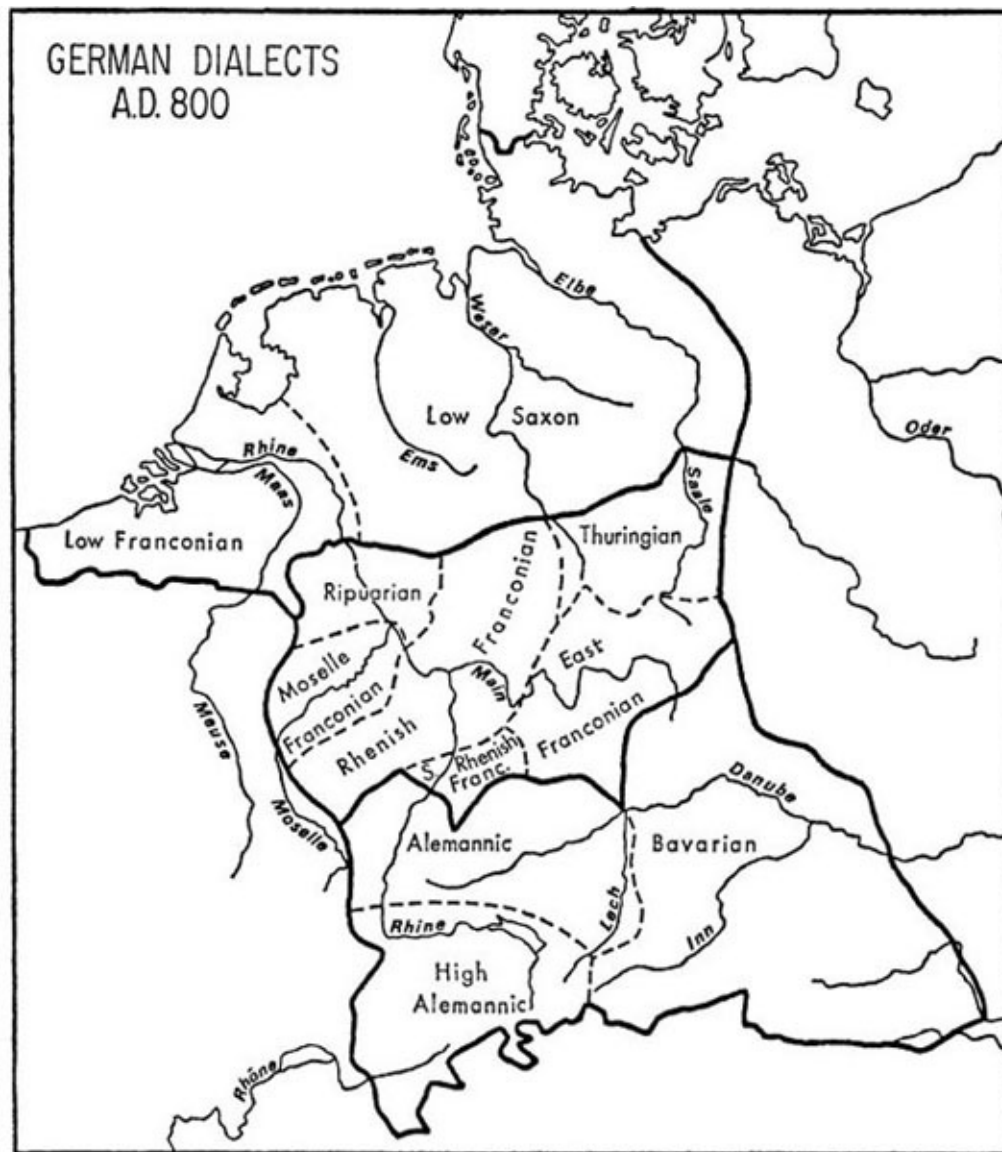 GERMAN DIALECTS
A.D. 800
Elbe
Weser
Low Saxon
Oder
Rhine
Ems
Maas
Saale
Low Franconian
Thuringian
Franconian
Ripuarian
East
Moselle
Main
Franconian
Franconian
Meuse
Rhenish
S. Rhenish
Franc.
Danube
Moselle
Alemannic
Bavarian
Lech
Rhine
Inn
High
Alemannic
Rhône